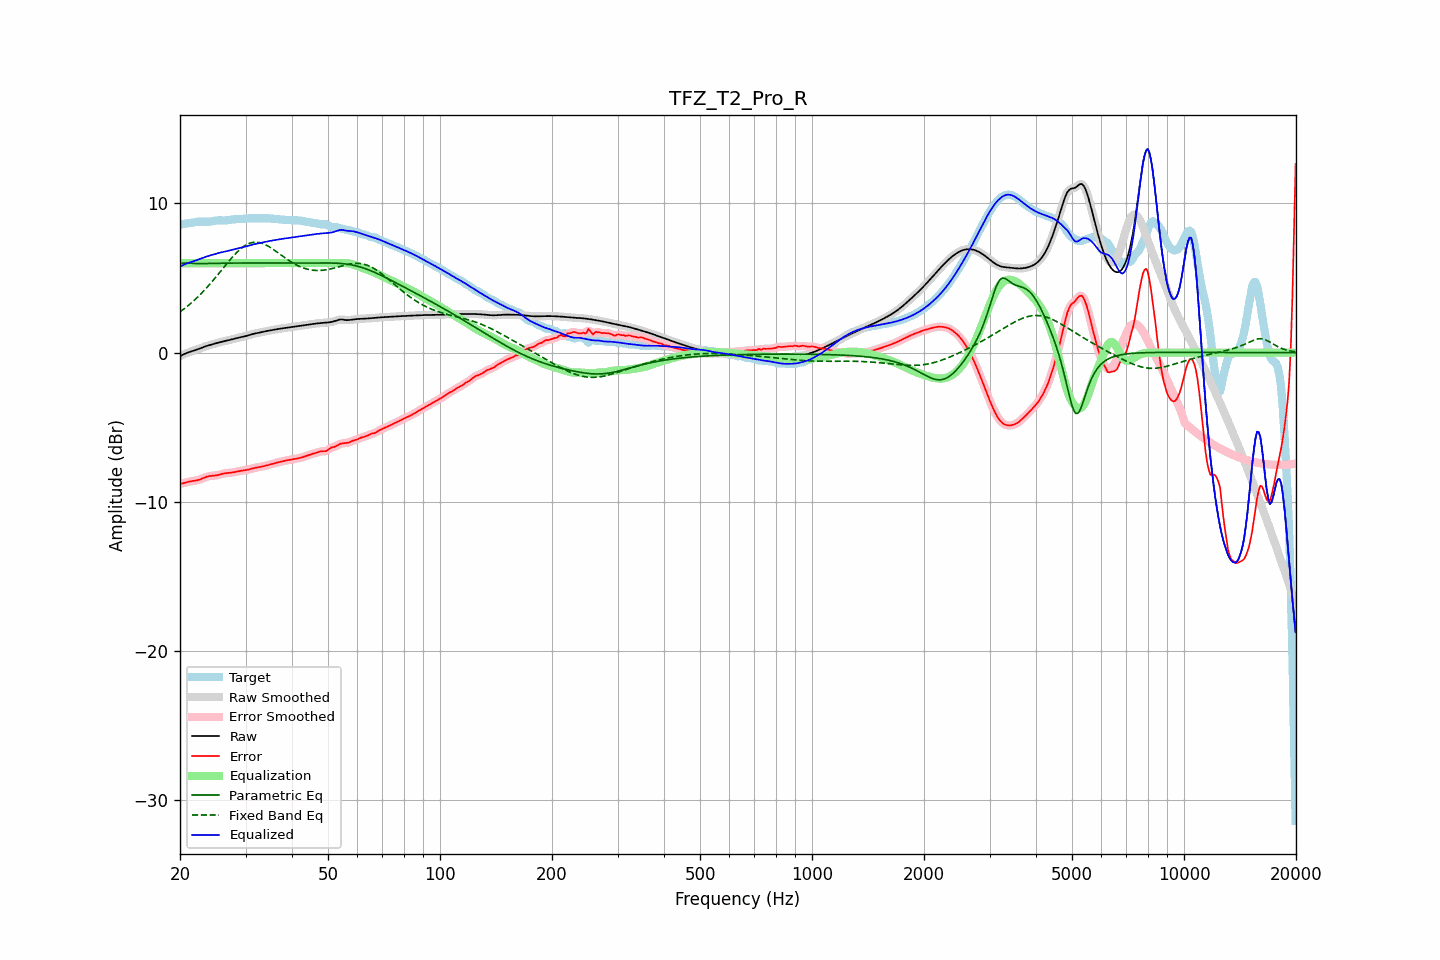 TFZ_T2_Pro_R
10
0
−10
−20
−30
Amplitude (dBr)
Target
Raw Smoothed
Error Smoothed
Raw
Error
Equalization
Parametric Eq
Fixed Band Eq
Equalized
20 50 100 200 500 1000 2000 5000 10000 20000
Frequency (Hz)